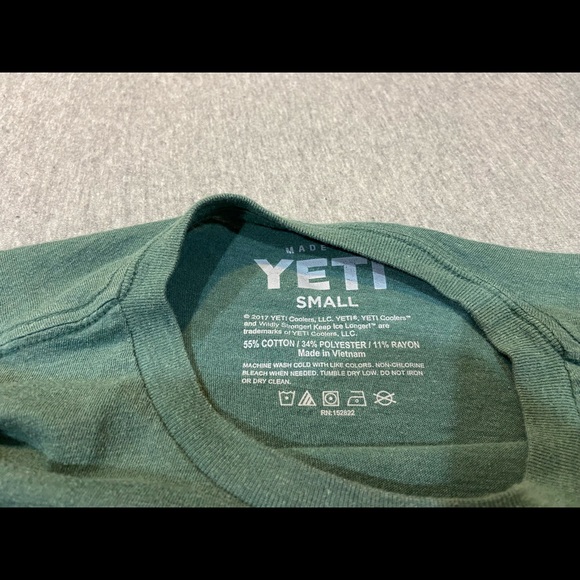 MADE
YETI
SMALL
© 2017 YETI Coolers, LLC. YETI®, YETI Coolers™
and Wildly Stronger! Keep Ice Longer!™ are
trademarks of YETI Coolers, LLC.
55% COTTON / 34% POLYESTER / 11% RAYON
Made in Vietnam
MACHINE WASH COLD WITH LIKE COLORS. NON-CHLORINE
BLEACH WHEN NEEDED. TUMBLE DRY LOW. DO NOT IRON
OR DRY CLEAN.
RN:152822